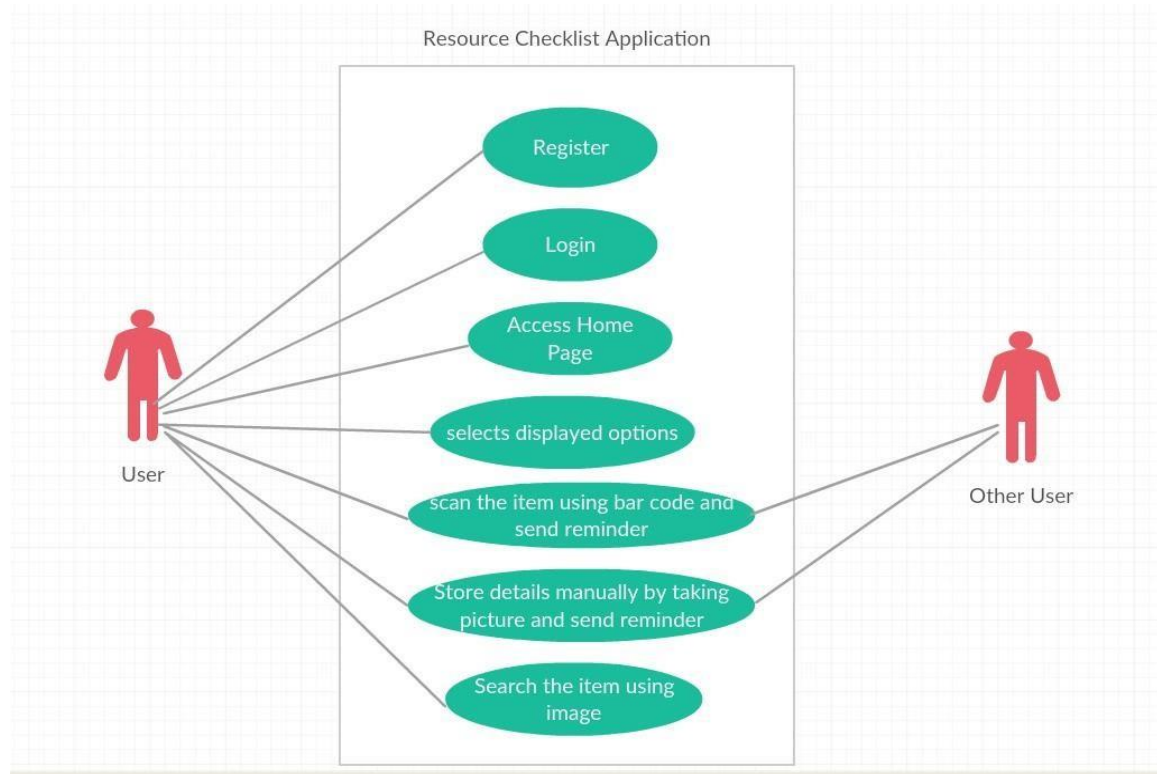 Resource Checklist Application
Register
Login
Access Home
Page
selects displayed options
scan the item using bar code and
send reminder
Store details manually by taking
picture and send reminder
Search the item using
image
User
Other User